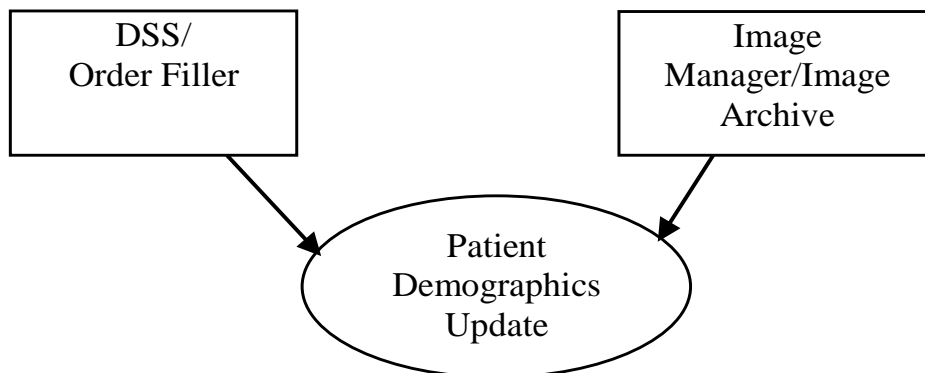 DSS/
Order Filler
Image
Manager/Image
Archive
Patient
Demographics
Update